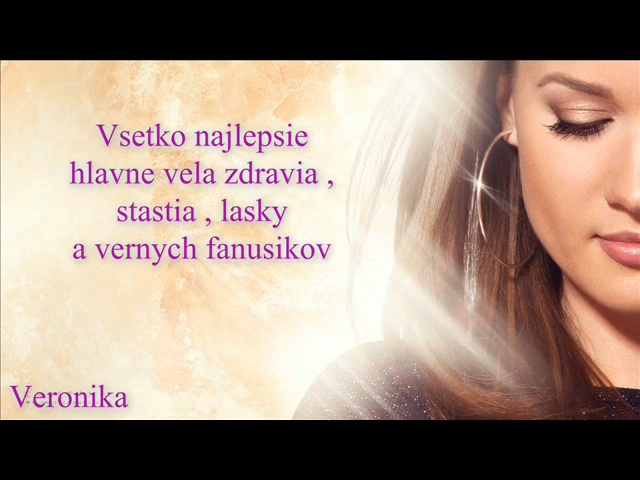 Vsetko najlepsie
hlavne vela zdravia ,
stastia , lasky
a vernych fanusikov
Veronika